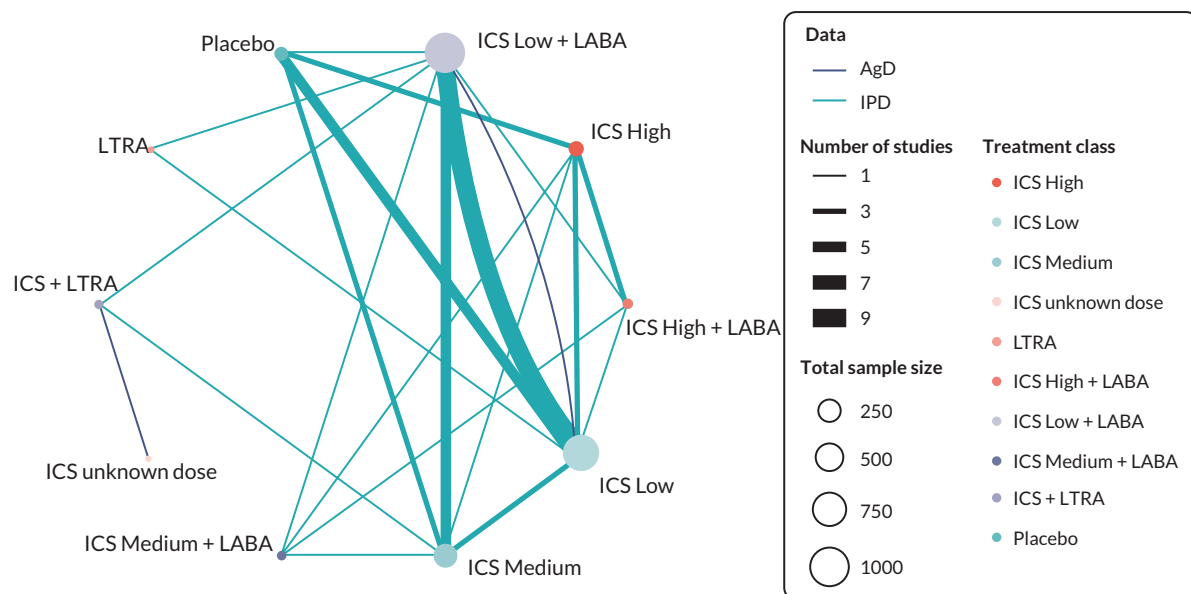 Placebo
ICS Low + LABA
ICS High
LTRA
ICS + LTRA
ICS High + LABA
ICS unknown dose
ICS Low
ICS Medium + LABA
ICS Medium
Data
AgD
IPD
Number of studies
1
3
5
7
9
Total sample size
250
500
750
1000
Treatment class
ICS High
ICS Low
ICS Medium
ICS unknown dose
LTRA
ICS High + LABA
ICS Low + LABA
ICS Medium + LABA
ICS + LTRA
Placebo